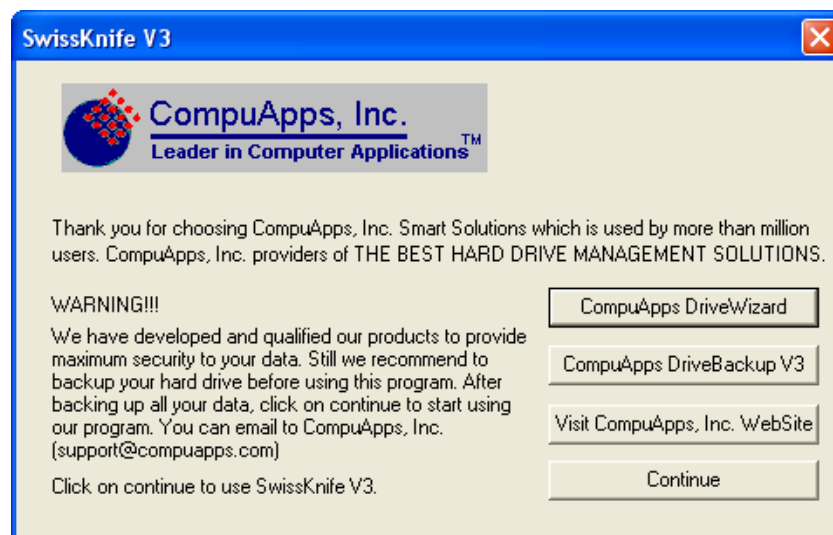 SwissKnife V3
CompuApps, Inc.
Leader in Computer Applications™
Thank you for choosing CompuApps, Inc. Smart Solutions which is used by more than million
users. CompuApps, Inc. providers of THE BEST HARD DRIVE MANAGEMENT SOLUTIONS.
WARNING!!!
We have developed and qualified our products to provide
maximum security to your data. Still we recommend to
backup your hard drive before using this program. After
backing up all your data, click on continue to start using
our program. You can email to CompuApps, Inc.
(support@compuapps.com)
Click on continue to use SwissKnife V3.
CompuApps DriveWizard
CompuApps DriveBackup V3
Visit CompuApps, Inc. WebSite
Continue